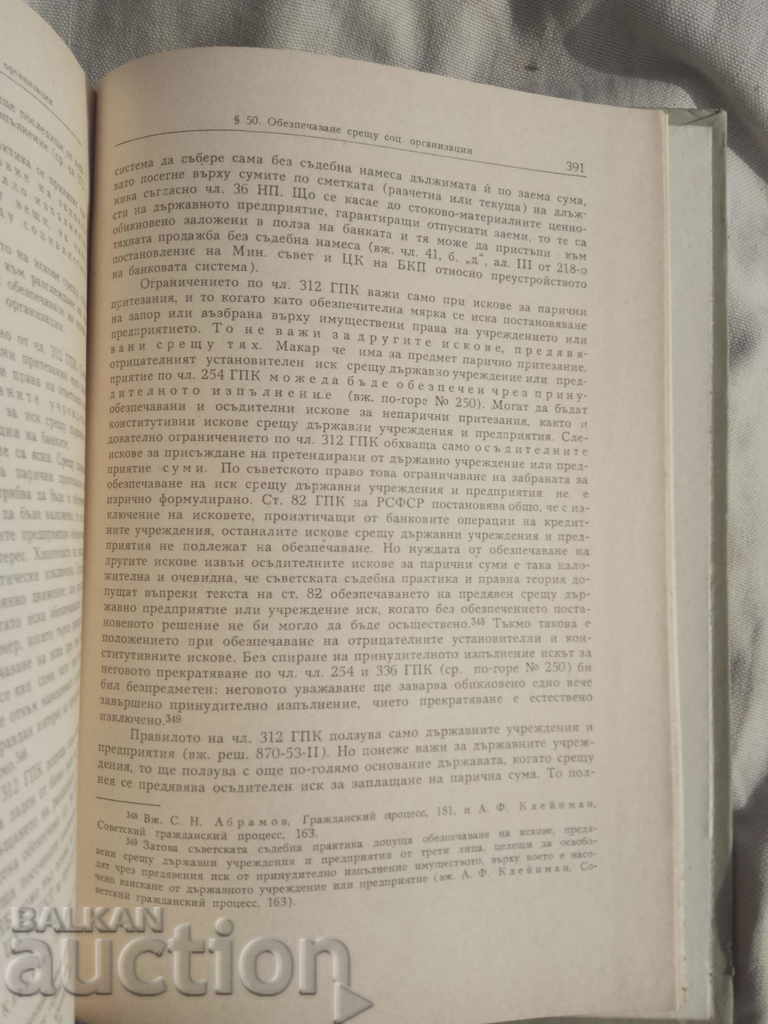 § 50. Обезпечаване срещу соц. организации
391
система да събере сама без съдебна намеса дължимата ѝ по заема сума,
като посегне върху сумите по сметката (разчетна или текуща) на длъж-
ника съгласно чл. 36 НП. Що се касае до стоково-материалните ценно-
сти на държавното предприятие, гарантиращи отпуснати заеми, то те са
обикновено заложени в полза на банката и тя може да пристъпи към
тяхната продажба без съдебна намеса (вж. чл. 41, б. „д", ал. III от 218-о
постановление на Мин. съвет и ЦК на БКП относно преустройството
на банковата система).
Ограничението по чл. 312 ГПК важи само при искове за парични
притезания, и то когато като обезпечителна мярка се иска постановяване
на запор или възбрана върху имуществени права на учреждението или
предприятието. То не важи за другите искове, предявя-
вани срещу тях. Макар че има за предмет парично притезание,
отрицателният установителен иск срещу държавно учреждение или пред-
приятие по чл. 254 ГПК може да бъде обезпечен чрез прину-
дителното изпълнение (вж. по-горе № 250). Могат да бъдат
обезпечавани и осъдителни искове за непарични притезания, както и
конститутивни искове срещу държавни учреждения и предприятия. Сле-
дователно ограничението по чл. 312 ГПК обхваща само осъдителните
искове за присъждане на претендирани от държавно учреждение или пред-
приятие суми. По съветското право това ограничаване на забраната за
обезпечаване на иск срещу държавни учреждения и предприятия не е
изрично формулирано. Ст. 82 ГПК на РСФСР постановява общо, че с из-
ключение на исковете, произтичащи от банковите операции на кредит-
ните учреждения, останалите искове срещу държавни учреждения и пред-
приятия не подлежат на обезпечаване. Но нуждата от обезпечаване на
другите искове извън осъдителните искове за парични суми е така нало-
жителна и очевидна, че съветската съдебна практика и правна теория до-
пущат въпреки текста на ст. 82 обезпечаването на предявен срещу дър-
жавно предприятие или учреждение иск, когато без обезпечението поста-
новеното решение не би могло да бъде осъществено.348 Тъкмо такова е
положението при обезпечаване на отрицателните установителни и кон-
ститутивните искове. Без спиране на принудителното изпълнение искът за
неговото прекратяване по чл. чл. 254 и 336 ГПК (ср. по-горе № 250) би
бил безпредметен: неговото уважаване ще заварва обикновено едно вече
завършено принудително изпълнение, чието прекратяване е естествено
изключено.349
Правилото на чл. 312 ГПК ползува само държавните учреждения и
предприятия (вж. реш. 870-53-II). Но понеже важи за държавните учреж-
дения, то ще ползува с още по-голямо основание държавата, когато срещу
нея се предявява осъдителен иск за заплащане на парична сума. То пол-
348 Вж. С. Н. Абрамов, Гражданский процесс, 181, и А. Ф. Клейнман,
Советский гражданский процесс, 163.
349 Затова съветската съдебна практика допуща обезпечаване на искове, предя-
вени срещу държавни учреждения и предприятия от трети лица, целещи за освобо-
дят чрез предявения иск от принудително изпълнение имуществото, върху което е насо-
чено взискане от държавното учреждение или предприятие (вж. А. Ф. Клейнман, Со-
ветский гражданский процес, 163).
BALKAN
auction